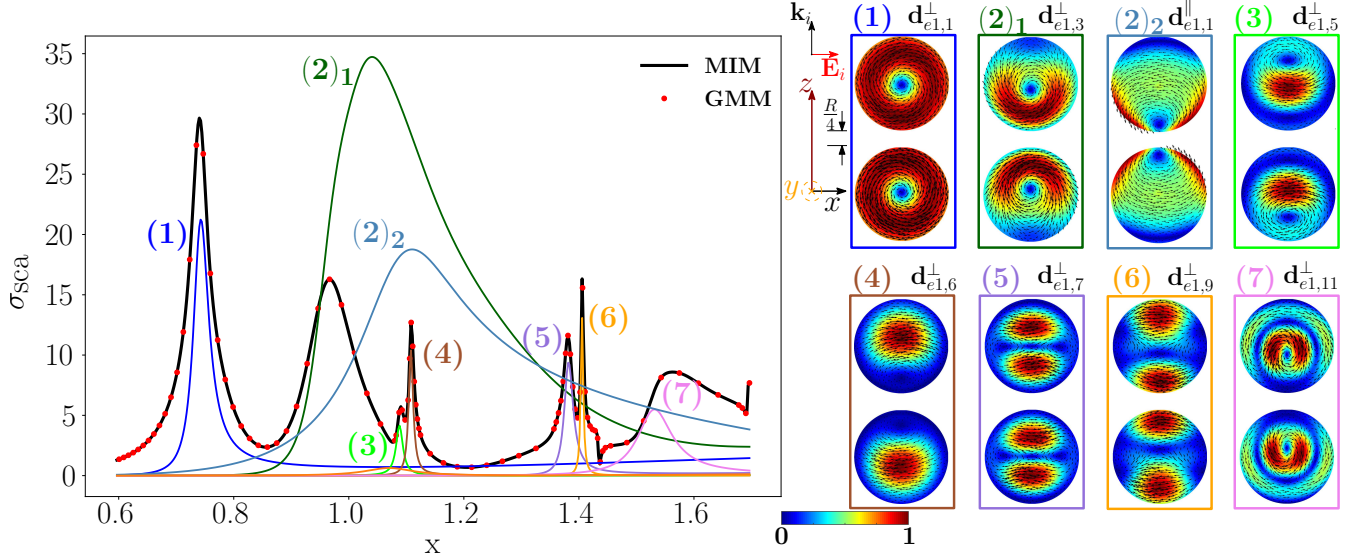 35
30
25
20
15
10
5
0
σsca
0.6
0.8
1.0
1.2
1.4
1.6
x
MIM
GMM
(1)
(2)₁
(2)₂
(3)
(4)
(5)
(6)
(7)
kᵢ
Eᵢ
z
R/4
y
x
(1) d⊥e1,1
(2)₁ d⊥e1,3
(2)₂ d∥e1,1
(3) d⊥e1,5
(4) d⊥e1,6
(5) d⊥e1,7
(6) d⊥e1,9
(7) d⊥e1,11
0 1